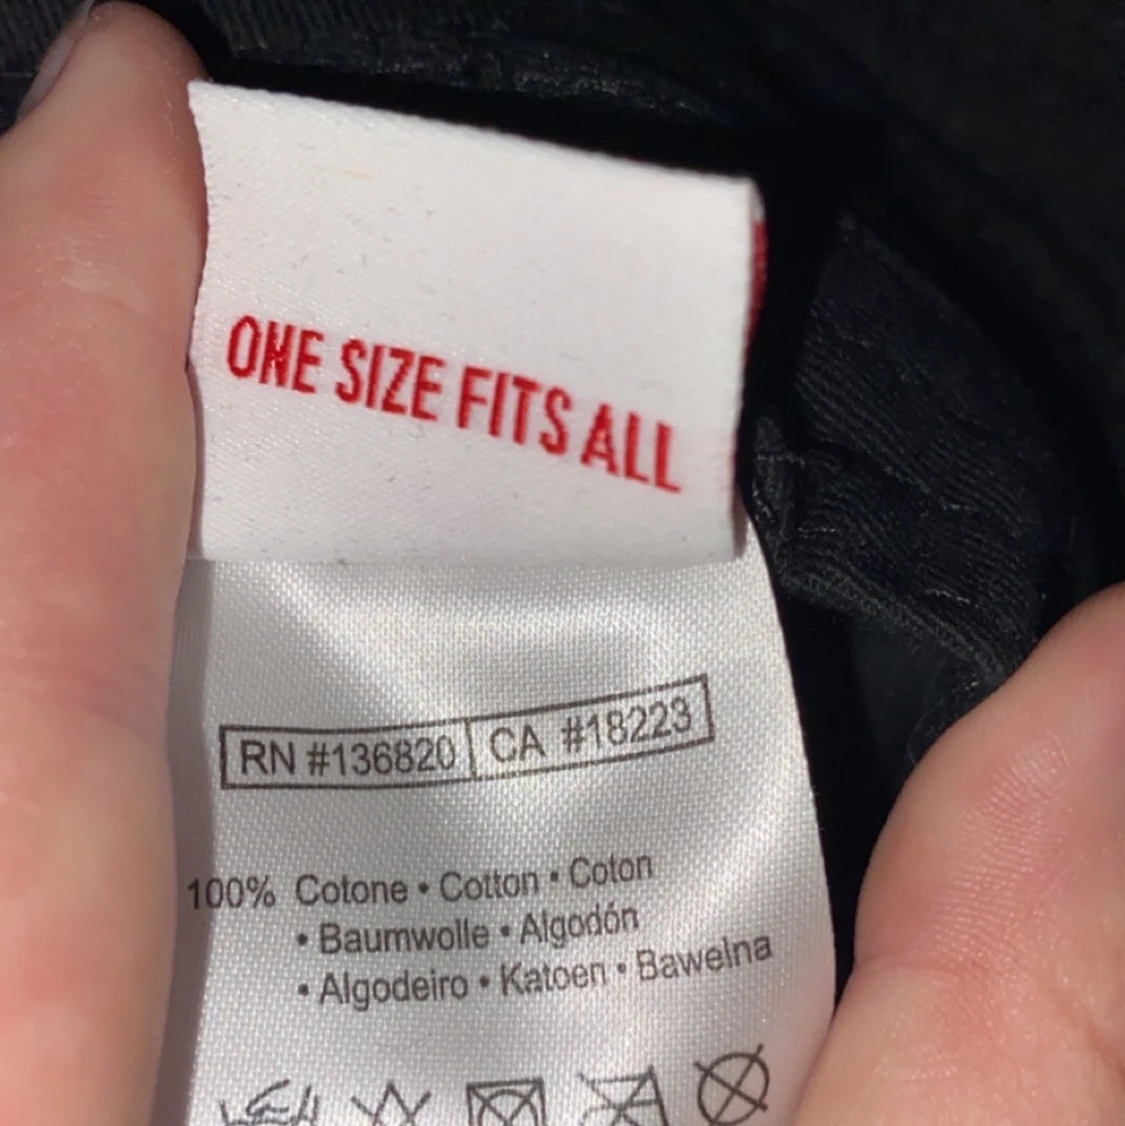 ONE SIZE FITS ALL
RN #136820 CA #18223
100% Cotone • Cotton • Coton
• Baumwolle • Algodón
• Algodeiro • Katoen • Bawelna